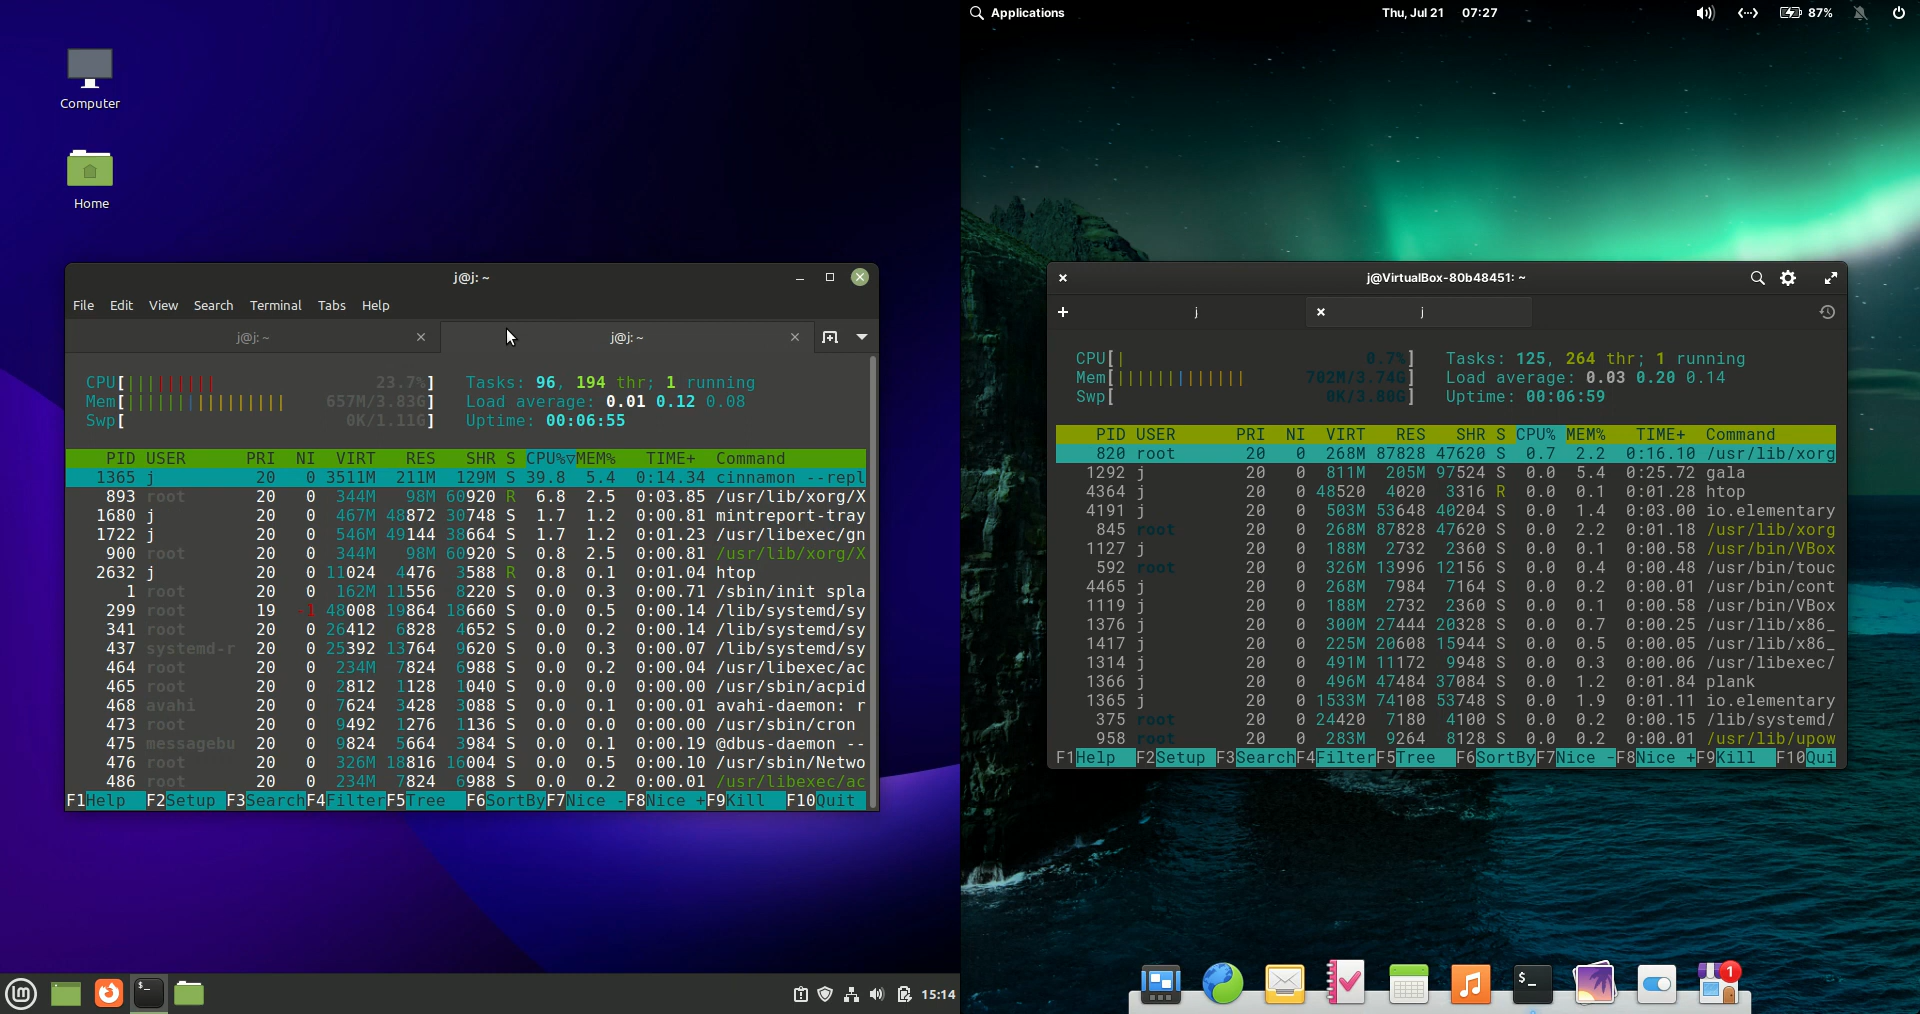 Computer
Home
j@j: ~
File Edit View Search Terminal Tabs Help
j@j: ~ j@j: ~
CPU[||||||||| 23.7%] Tasks: 96, 194 thr; 1 running
Mem[|||||||||||||||| 657M/3.83G] Load average: 0.01 0.12 0.08
Swp[ 0K/1.11G] Uptime: 00:06:55
PID USER PRI NI VIRT RES SHR S CPU%▽MEM% TIME+ Command
1365 j 20 0 3511M 211M 129M S 39.8 5.4 0:14.34 cinnamon --repl
893 root 20 0 344M 98M 60920 R 6.8 2.5 0:03.85 /usr/lib/xorg/X
1680 j 20 0 467M 48872 30748 S 1.7 1.2 0:00.81 mintreport-tray
1722 j 20 0 546M 49144 38664 S 1.7 1.2 0:01.23 /usr/libexec/gn
900 root 20 0 344M 98M 60920 S 0.8 2.5 0:00.81 /usr/lib/xorg/X
2632 j 20 0 11024 4476 3588 R 0.8 0.1 0:01.04 htop
1 root 20 0 162M 11556 8220 S 0.0 0.3 0:00.71 /sbin/init spla
299 root 19 -1 48008 19864 18660 S 0.0 0.5 0:00.14 /lib/systemd/sy
341 root 20 0 26412 6828 4652 S 0.0 0.2 0:00.14 /lib/systemd/sy
437 systemd-r 20 0 25392 13764 9620 S 0.0 0.3 0:00.07 /lib/systemd/sy
464 root 20 0 234M 7824 6988 S 0.0 0.2 0:00.04 /usr/libexec/ac
465 root 20 0 2812 1128 1040 S 0.0 0.0 0:00.00 /usr/sbin/acpid
468 avahi 20 0 7624 3428 3088 S 0.0 0.1 0:00.01 avahi-daemon: r
473 root 20 0 9492 1276 1136 S 0.0 0.0 0:00.00 /usr/sbin/cron
475 messagebu 20 0 9824 5664 3984 S 0.0 0.1 0:00.19 @dbus-daemon --
476 root 20 0 326M 18816 16004 S 0.0 0.5 0:00.10 /usr/sbin/Netwo
486 root 20 0 234M 7824 6988 S 0.0 0.2 0:00.01 /usr/libexec/ac
F1Help F2Setup F3SearchF4FilterF5Tree F6SortByF7Nice -F8Nice +F9Kill F10Quit
15:14
Applications
Thu, Jul 21 07:27
87%
j@VirtualBox-80b48451: ~
j j
CPU[| 0.7%] Tasks: 125, 264 thr; 1 running
Mem[||||||||||||| 702M/3.74G] Load average: 0.03 0.20 0.14
Swp[ 0K/3.80G] Uptime: 00:06:59
PID USER PRI NI VIRT RES SHR S CPU% MEM% TIME+ Command
820 root 20 0 268M 87828 47620 S 0.7 2.2 0:16.10 /usr/lib/xorg
1292 j 20 0 811M 205M 97524 S 0.0 5.4 0:25.72 gala
4364 j 20 0 48520 4020 3316 R 0.0 0.1 0:01.28 htop
4191 j 20 0 503M 53648 40204 S 0.0 1.4 0:03.00 io.elementary
845 root 20 0 268M 87828 47620 S 0.0 2.2 0:01.18 /usr/lib/xorg
1127 j 20 0 188M 2732 2360 S 0.0 0.1 0:00.58 /usr/bin/VBox
592 root 20 0 326M 13996 12156 S 0.0 0.4 0:00.48 /usr/bin/touc
4465 j 20 0 268M 7984 7164 S 0.0 0.2 0:00.01 /usr/bin/cont
1119 j 20 0 188M 2732 2360 S 0.0 0.1 0:00.58 /usr/bin/VBox
1376 j 20 0 300M 27444 20328 S 0.0 0.7 0:00.25 /usr/lib/x86_
1417 j 20 0 225M 20608 15944 S 0.0 0.5 0:00.05 /usr/lib/x86_
1314 j 20 0 491M 11172 9948 S 0.0 0.3 0:00.06 /usr/libexec/
1366 j 20 0 496M 47484 37084 S 0.0 1.2 0:01.84 plank
1365 j 20 0 1533M 74108 53748 S 0.0 1.9 0:01.11 io.elementary
375 root 20 0 24420 7180 4100 S 0.0 0.2 0:00.15 /lib/systemd/
958 root 20 0 283M 9264 8128 S 0.0 0.2 0:00.01 /usr/lib/upow
F1Help F2Setup F3SearchF4FilterF5Tree F6SortByF7Nice -F8Nice +F9Kill F10Qui
1